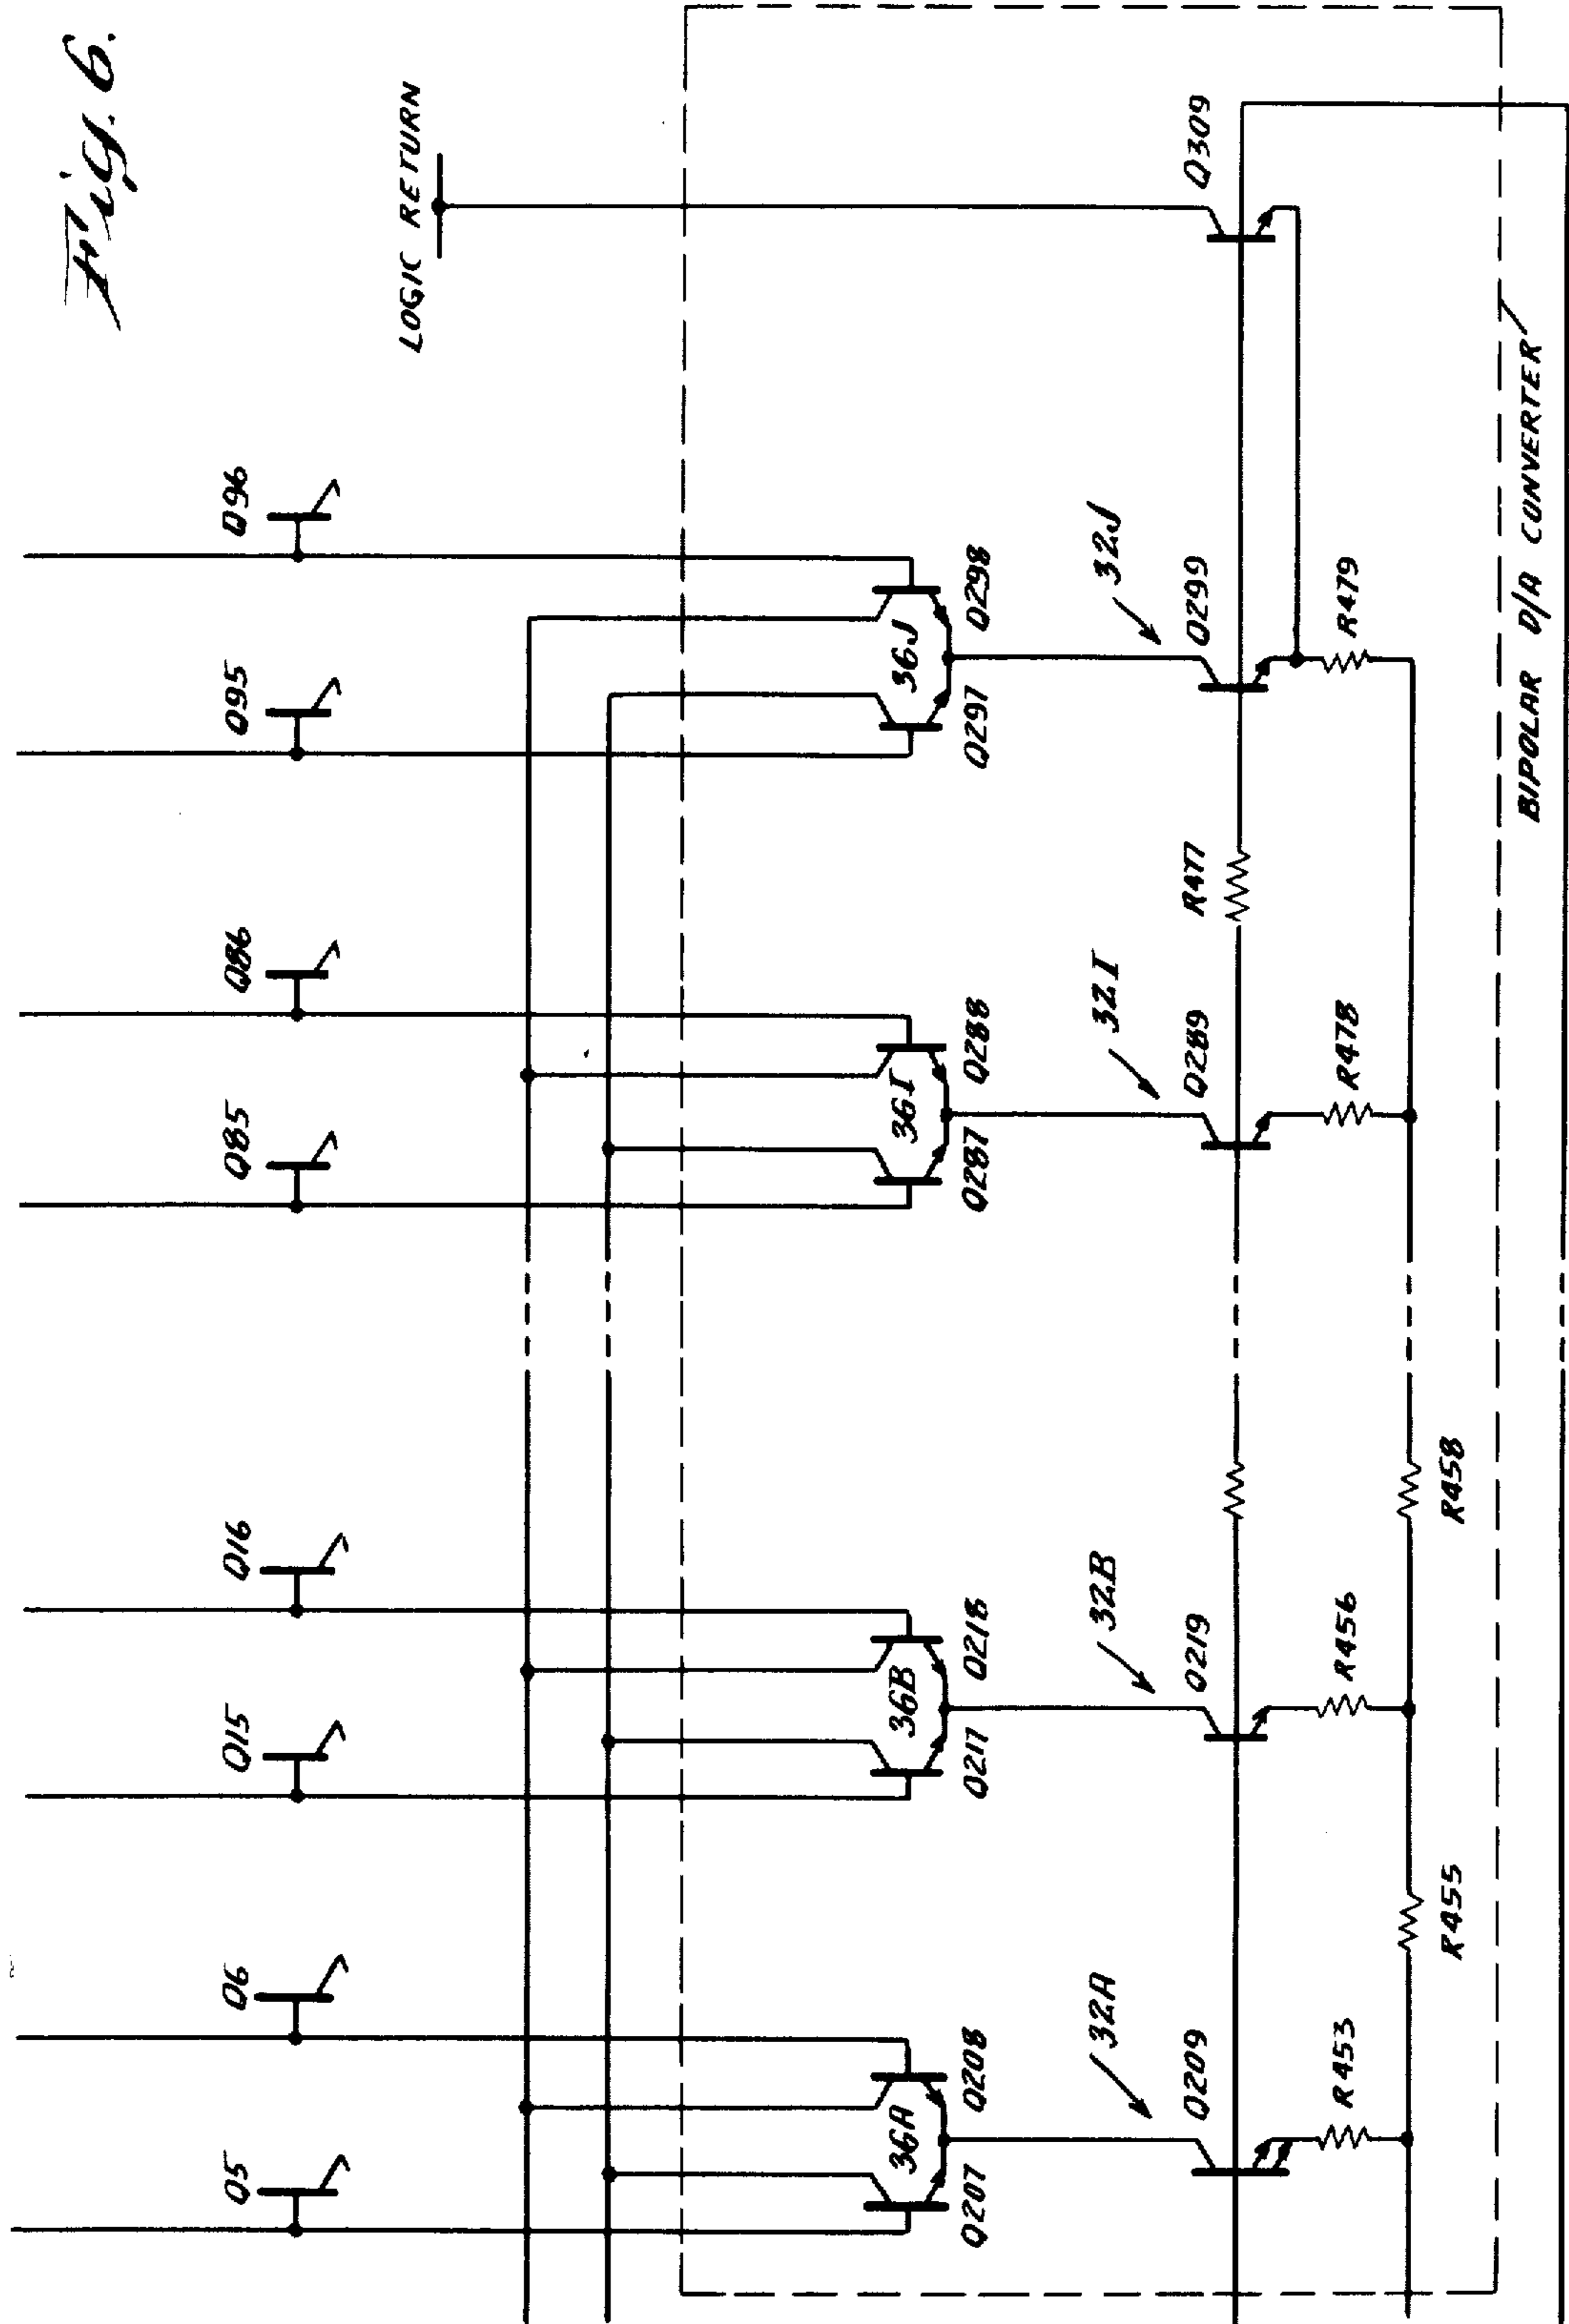 Fig. 6.
LOGIC RETURN
Q5
Q6
Q15
Q16
Q85
Q86
Q95
Q96
36A
36B
36I
36J
Q207
Q208
Q217
Q218
Q287
Q288
Q297
Q298
32A
32B
32I
32J
Q209
Q219
Q289
R477
Q299
Q309
R453
R456
R478
R479
R455
R458
BIPOLAR D/A CONVERTER